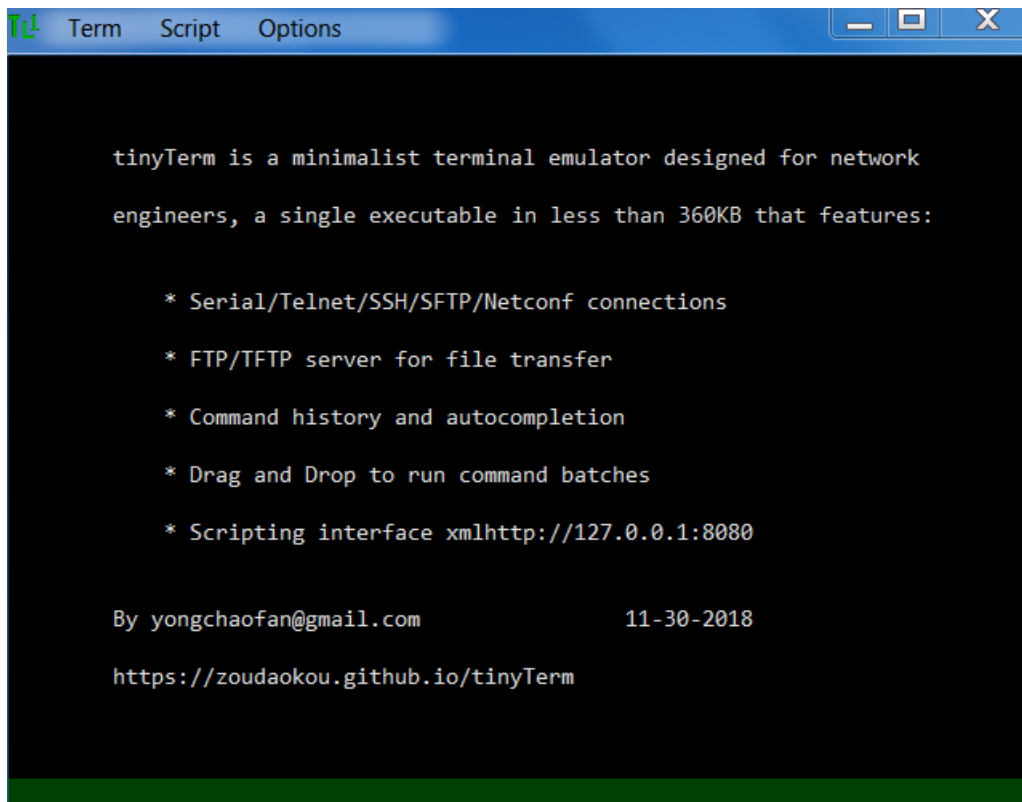 Term Script Options
tinyTerm is a minimalist terminal emulator designed for network
engineers, a single executable in less than 360KB that features:
* Serial/Telnet/SSH/SFTP/Netconf connections
* FTP/TFTP server for file transfer
* Command history and autocompletion
* Drag and Drop to run command batches
* Scripting interface xmlhttp://127.0.0.1:8080
By yongchaofan@gmail.com 11-30-2018
https://zoudaokou.github.io/tinyTerm